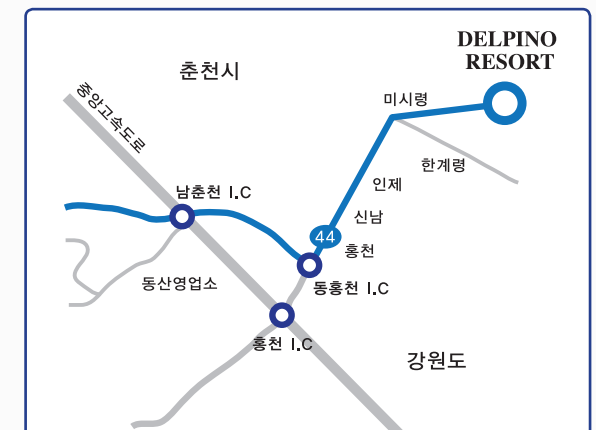 DELPINO
RESORT
춘천시
중앙고속도로
미시령
한계령
인제
남춘천 I.C
신남
44
홍천
동산영업소
동홍천 I.C
홍천 I.C
강원도